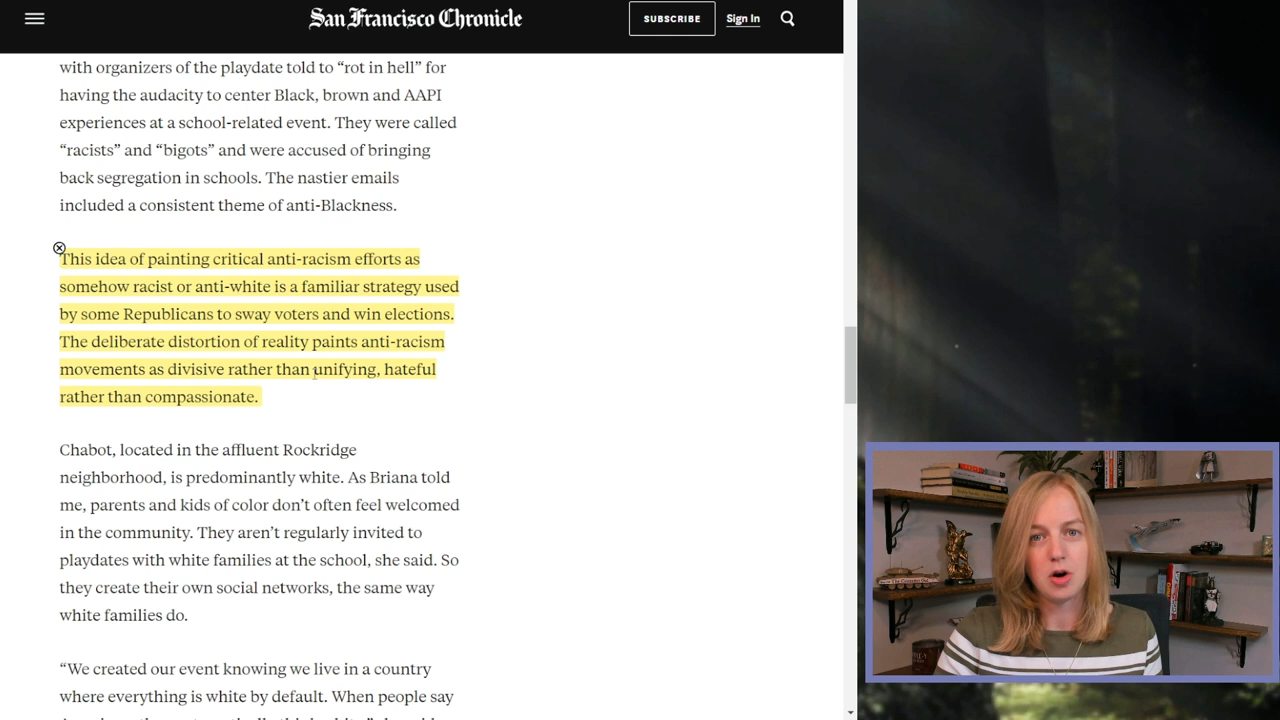 San Francisco Chronicle
SUBSCRIBE
Sign In
with organizers of the playdate told to “rot in hell” for
having the audacity to center Black, brown and AAPI
experiences at a school-related event. They were called
“racists” and “bigots” and were accused of bringing
back segregation in schools. The nastier emails
included a consistent theme of anti-Blackness.
This idea of painting critical anti-racism efforts as
somehow racist or anti-white is a familiar strategy used
by some Republicans to sway voters and win elections.
The deliberate distortion of reality paints anti-racism
movements as divisive rather than unifying, hateful
rather than compassionate.
Chabot, located in the affluent Rockridge
neighborhood, is predominantly white. As Briana told
me, parents and kids of color don’t often feel welcomed
in the community. They aren’t regularly invited to
playdates with white families at the school, she said. So
they create their own social networks, the same way
white families do.
“We created our event knowing we live in a country
where everything is white by default. When people say